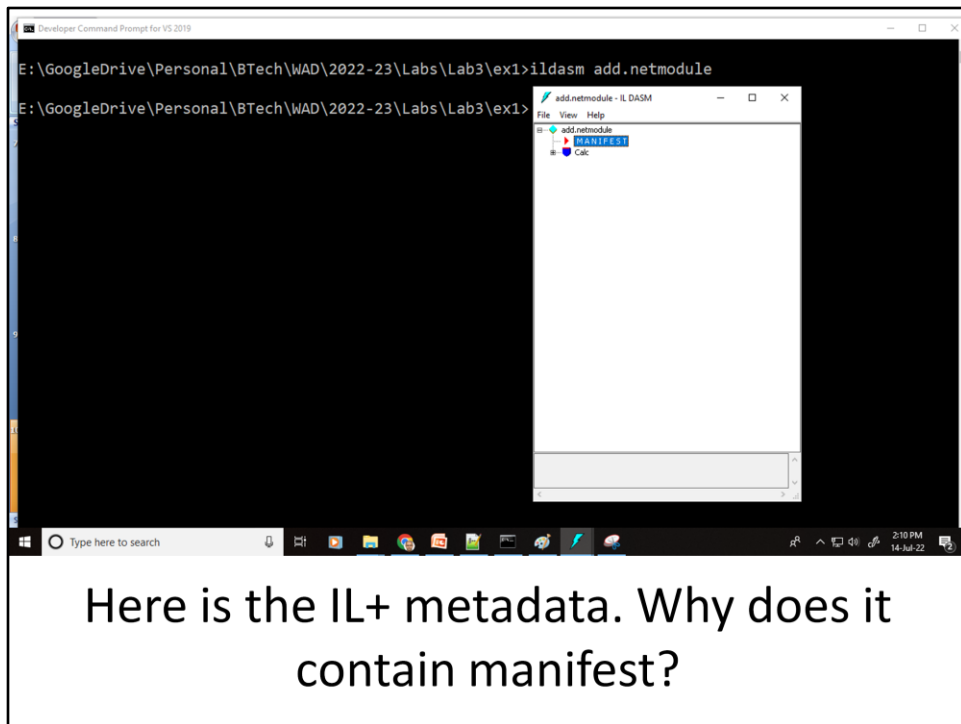 Developer Command Prompt for VS 2019
E:\GoogleDrive\Personal\BTech\WAD\2022-23\Labs\Lab3\ex1>ildasm add.netmodule
E:\GoogleDrive\Personal\BTech\WAD\2022-23\Labs\Lab3\ex1>
add.netmodule - IL DASM
File View Help
add.netmodule
MANIFEST
Calc
Type here to search
2:10 PM
14-Jul-22
2
Here is the IL+ metadata. Why does it
contain manifest?